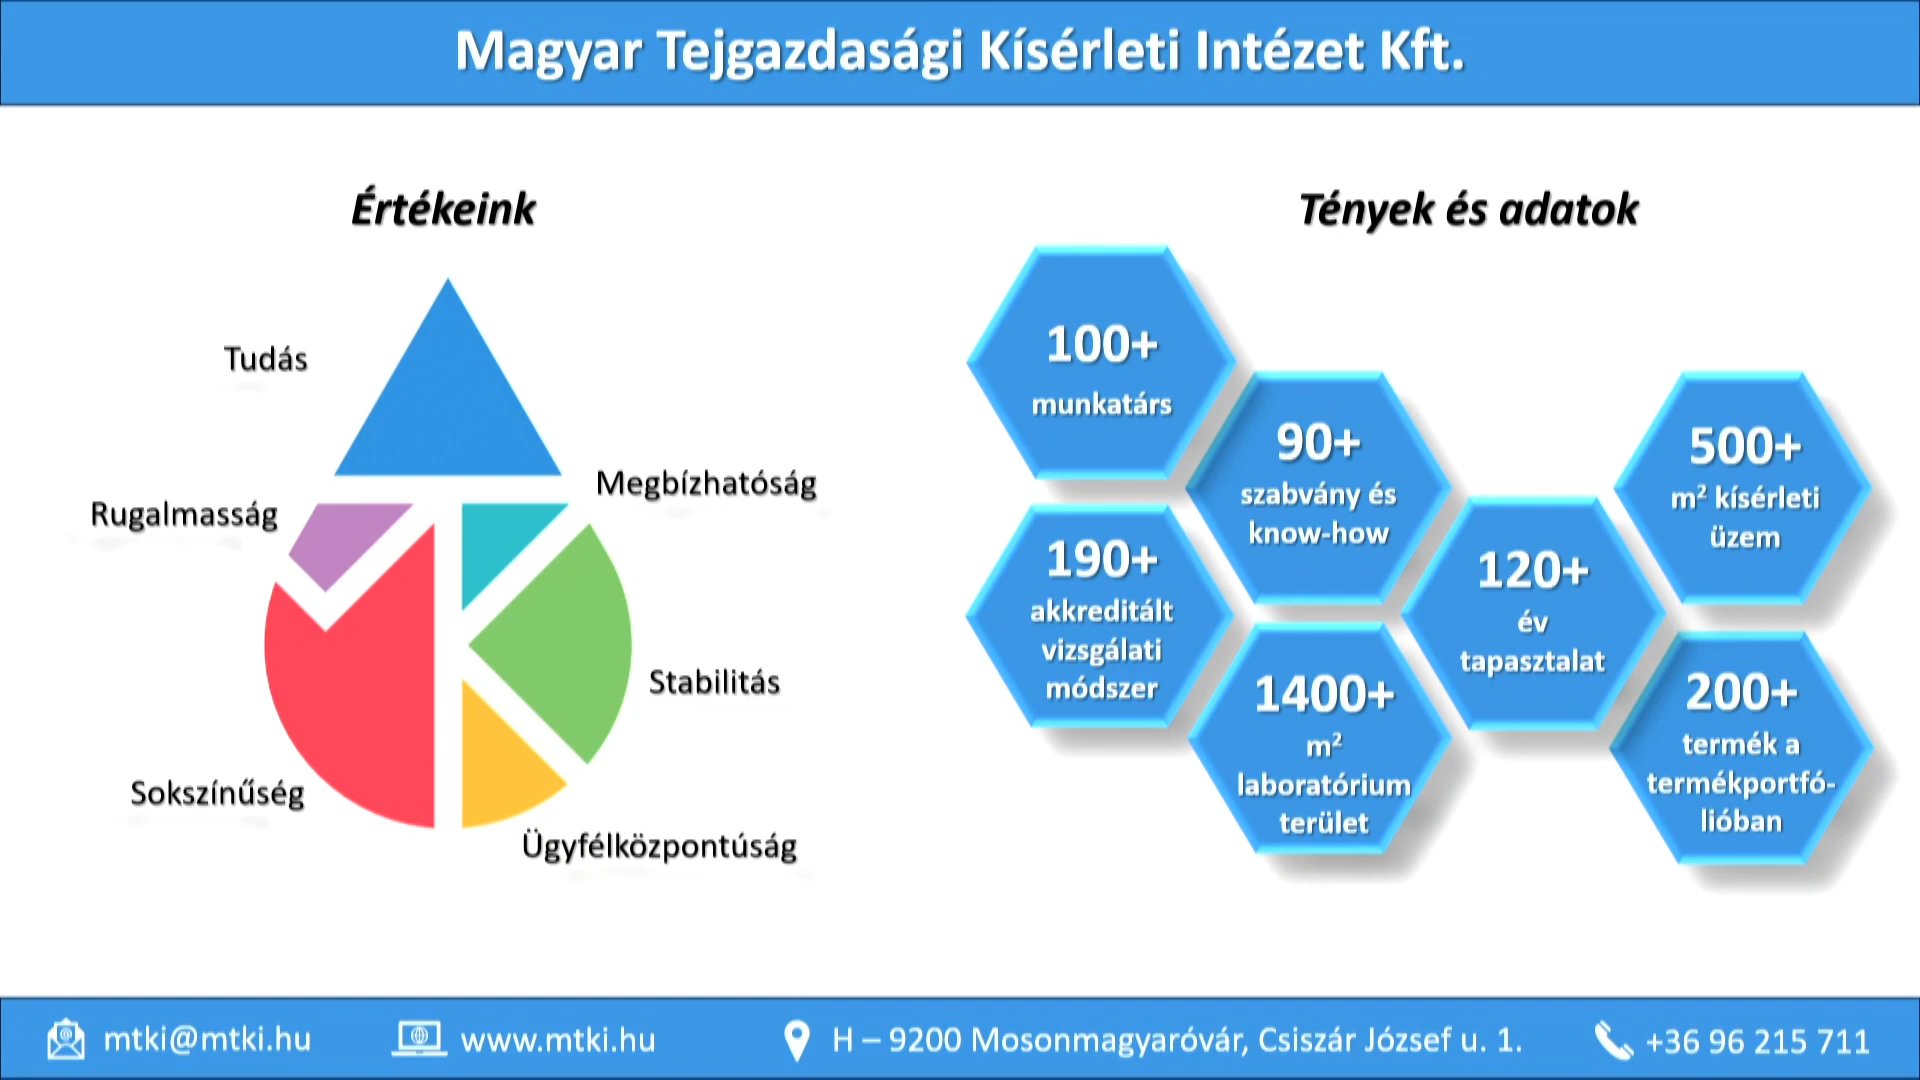 Magyar Tejgazdasági Kísérleti Intézet Kft.
Értékeink
Tudás
Rugalmasság
Megbízhatóság
Stabilitás
Sokszínűség
Ügyfélközpontúság
Tények és adatok
100+
munkatárs
90+
szabvány és
know-how
500+
m² kísérleti
üzem
190+
akkreditált
vizsgálati
módszer
120+
év
tapasztalat
1400+
m²
laboratórium
terület
200+
termék a
termékportfó-
lióban
mtki@mtki.hu
www.mtki.hu
H – 9200 Mosonmagyaróvár, Csiszár József u. 1.
+36 96 215 711